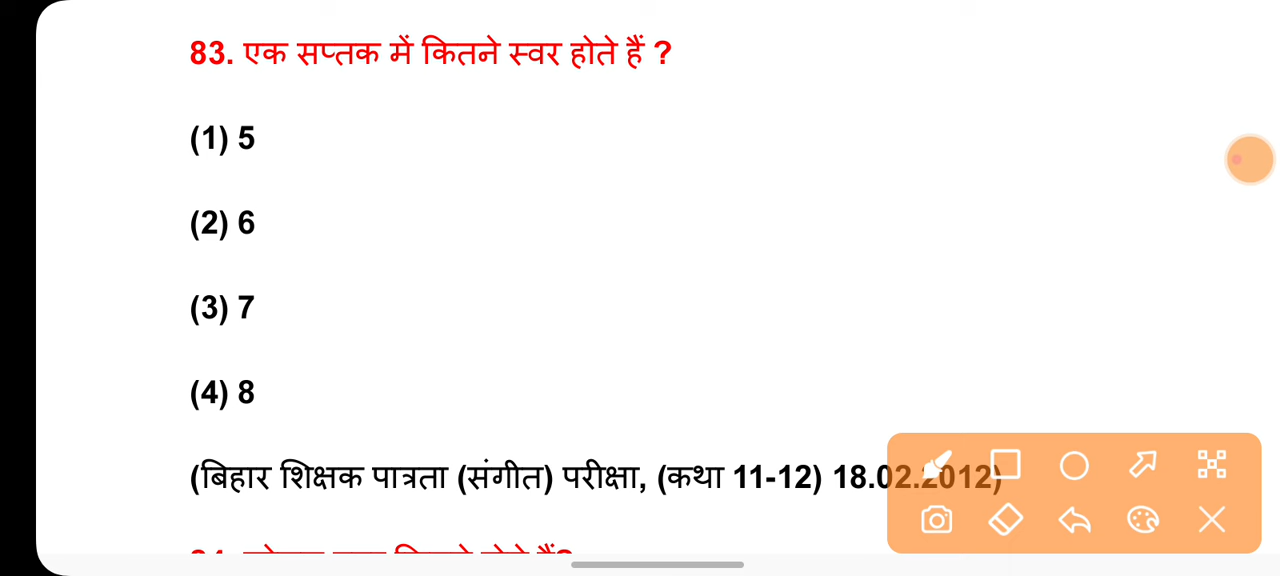 83. एक सप्तक में कितने स्वर होते हैं ?
(1) 5
(2) 6
(3) 7
(4) 8
(बिहार शिक्षक पात्रता (संगीत) परीक्षा, (कथा 11-12) 18.02.2012)